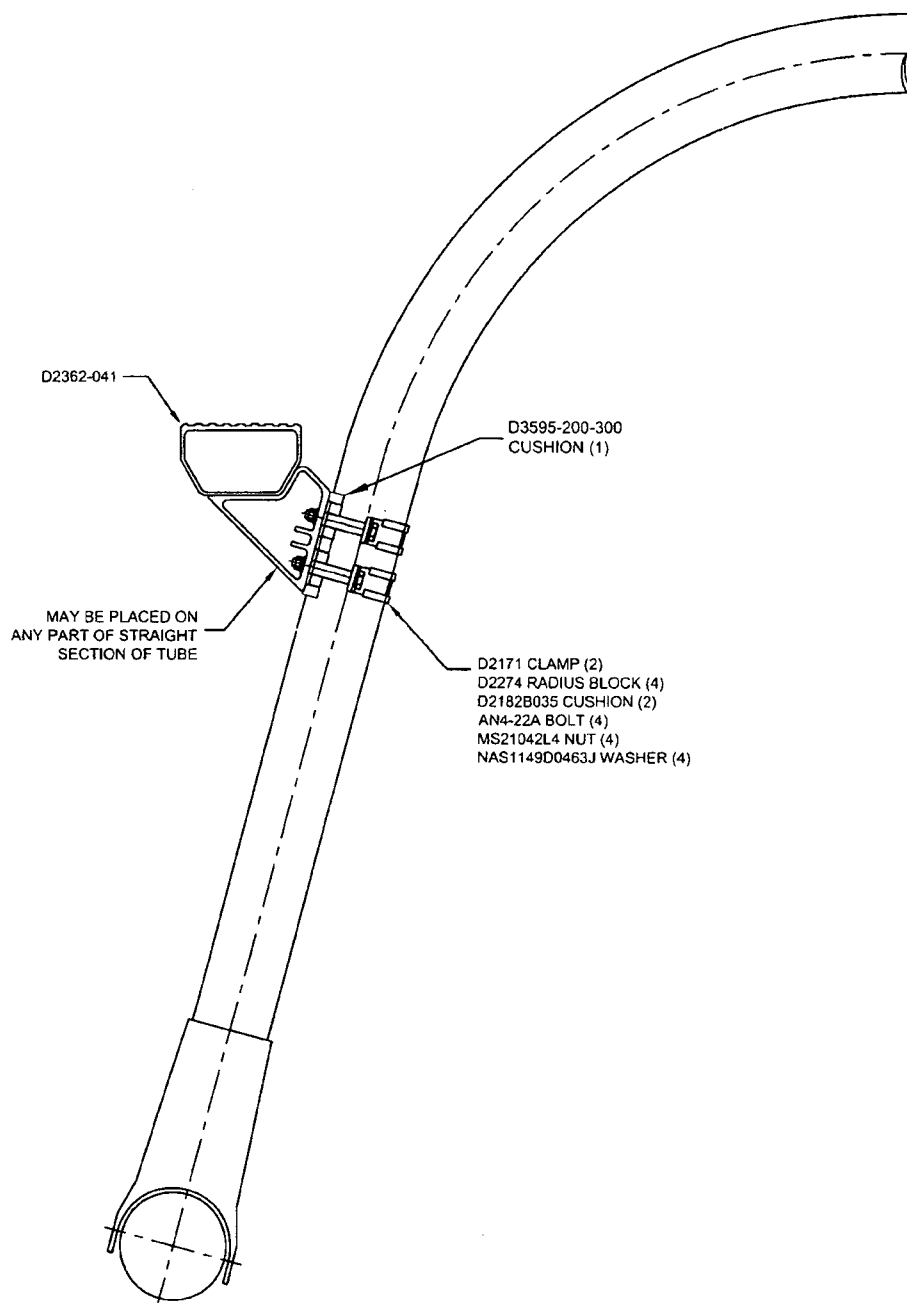 D2362-041
D3595-200-300
CUSHION (1)
MAY BE PLACED ON
ANY PART OF STRAIGHT
SECTION OF TUBE
D2171 CLAMP (2)
D2274 RADIUS BLOCK (4)
D2182B035 CUSHION (2)
AN4-22A BOLT (4)
MS21042L4 NUT (4)
NAS1149D0463J WASHER (4)